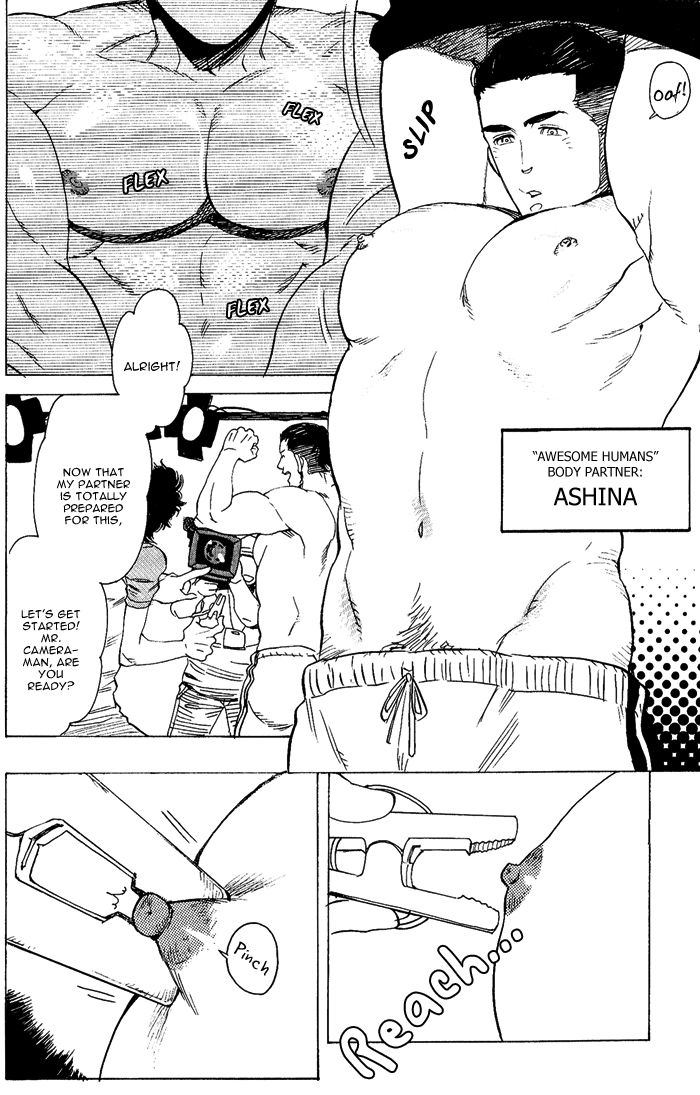 FLEX
FLEX
FLEX
SLIP
Oof!
"AWESOME HUMANS"
BODY PARTNER:
ASHINA
ALRIGHT!
NOW THAT
MY PARTNER
IS TOTALLY
PREPARED
FOR THIS,
LET'S GET
STARTED!
MR.
CAMERA-
MAN, ARE
YOU
READY?
Reach...
Pinch